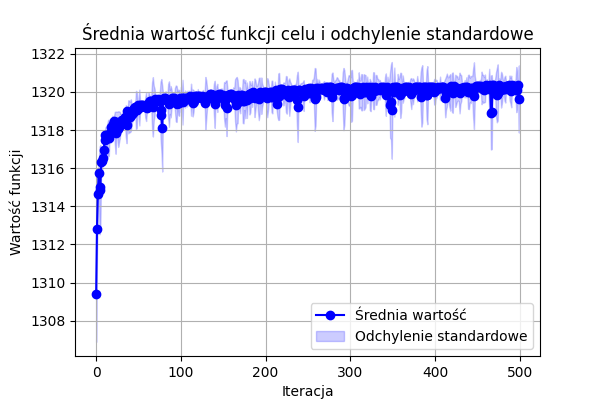 Średnia wartość funkcji celu i odchylenie standardowe
Wartość funkcji
1322
1320
1318
1316
1314
1312
1310
1308
Średnia wartość
Odchylenie standardowe
0 100 200 300 400 500
Iteracja